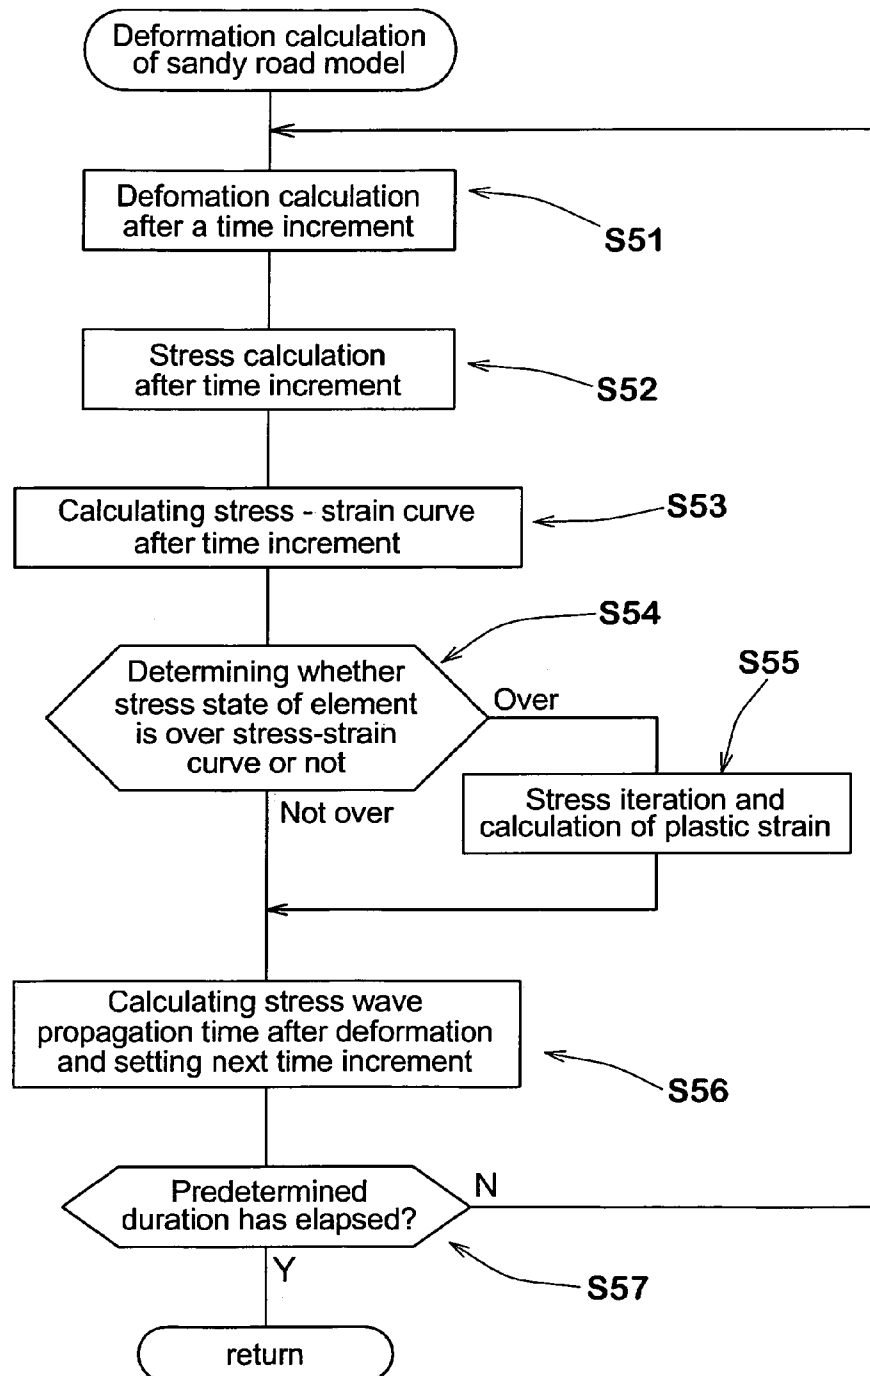 Deformation calculation
of sandy road model
Defomation calculation
after a time increment
S51
Stress calculation
after time increment
S52
Calculating stress - strain curve
after time increment
S53
S54
Determining whether
stress state of element
is over stress-strain
curve or not
Over
S55
Stress iteration and
calculation of plastic strain
Not over
Calculating stress wave
propagation time after deformation
and setting next time increment
S56
Predetermined
duration has elapsed?
N
Y
S57
return